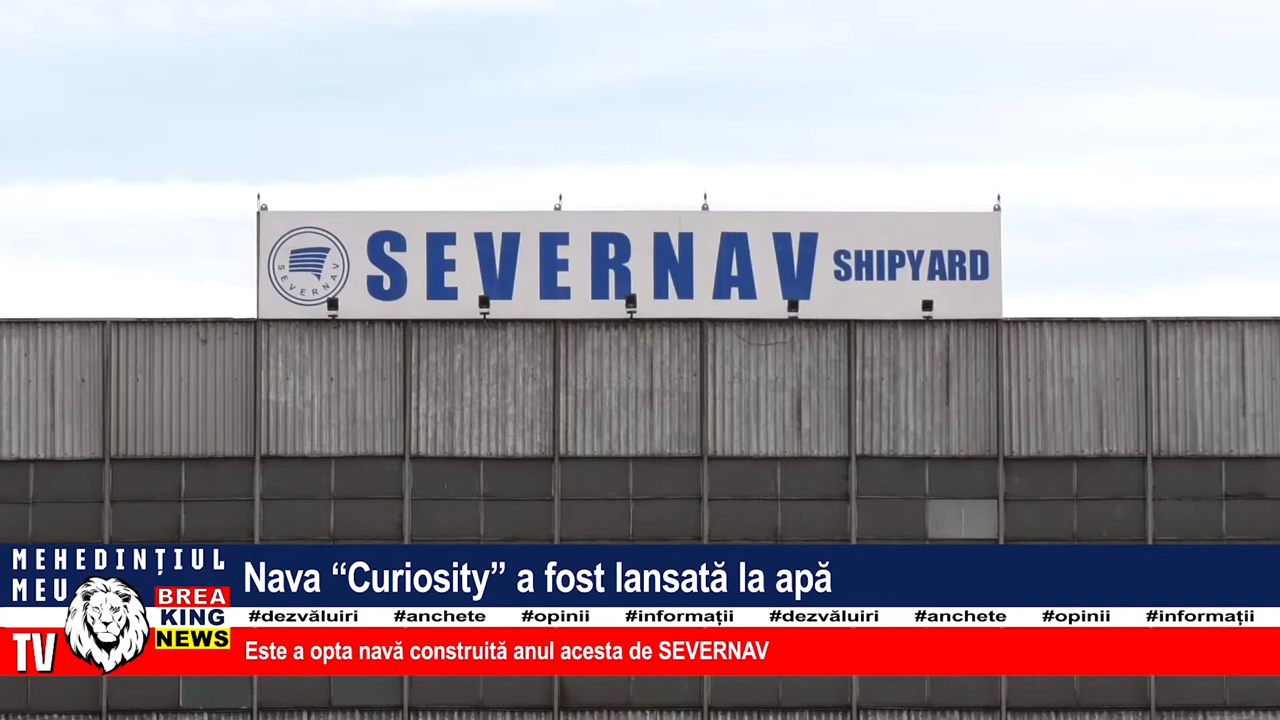 SEVERNAV SHIPYARD
SEVERNAV
MEHEDINȚIUL
MEU
TV
BREA
KING
NEWS
Nava “Curiosity” a fost lansată la apă
#dezvăluiri #anchete #opinii #informații #dezvăluiri #anchete #opinii #informații
Este a opta navă construită anul acesta de SEVERNAV